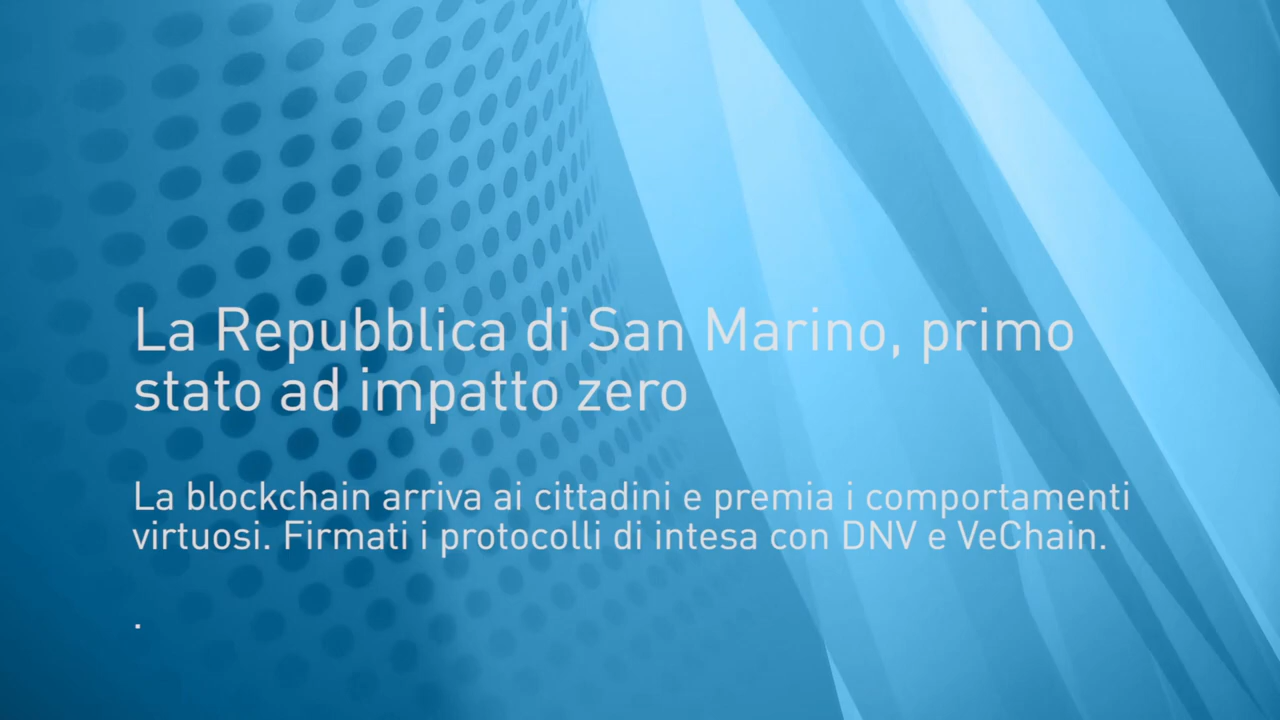 La Repubblica di San Marino, primo
stato ad impatto zero
La blockchain arriva ai cittadini e premia i comportamenti
virtuosi. Firmati i protocolli di intesa con DNV e VeChain.
.